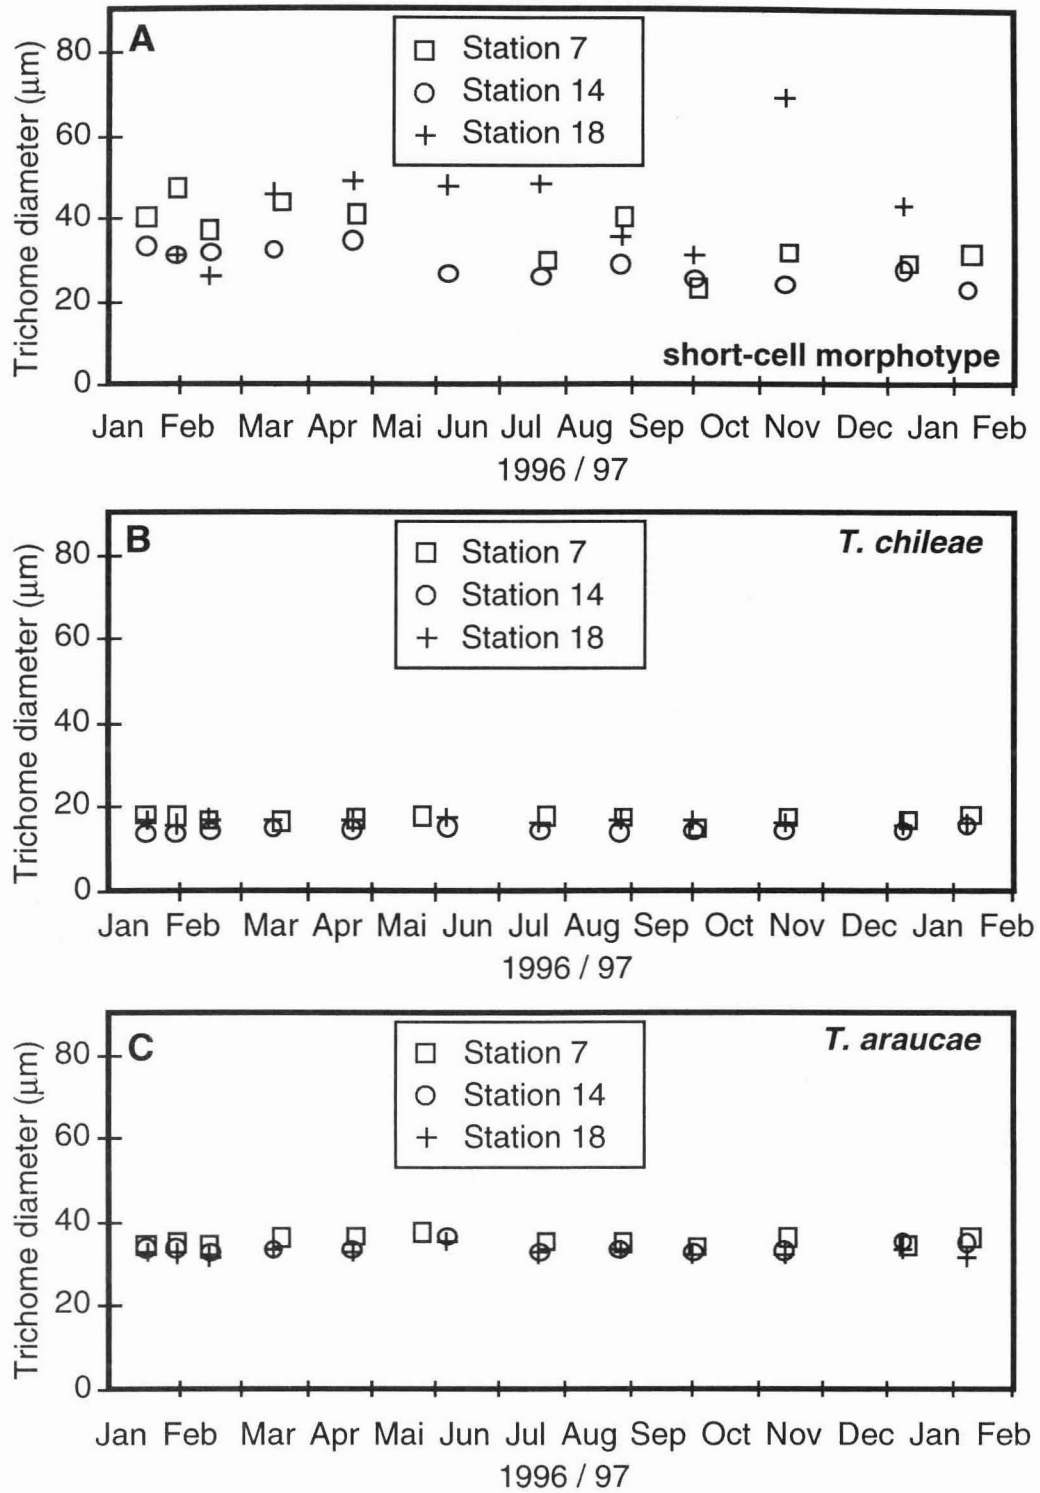 A
Station 7
Station 14
Station 18
Trichome diameter (µm)
80
60
40
20
0
short-cell morphotype
Jan Feb Mar Apr Mai Jun Jul Aug Sep Oct Nov Dec Jan Feb
1996 / 97
B
Station 7
Station 14
Station 18
T. chileae
Trichome diameter (µm)
80
60
40
20
0
Jan Feb Mar Apr Mai Jun Jul Aug Sep Oct Nov Dec Jan Feb
1996 / 97
C
Station 7
Station 14
Station 18
T. araucae
Trichome diameter (µm)
80
60
40
20
0
Jan Feb Mar Apr Mai Jun Jul Aug Sep Oct Nov Dec Jan Feb
1996 / 97